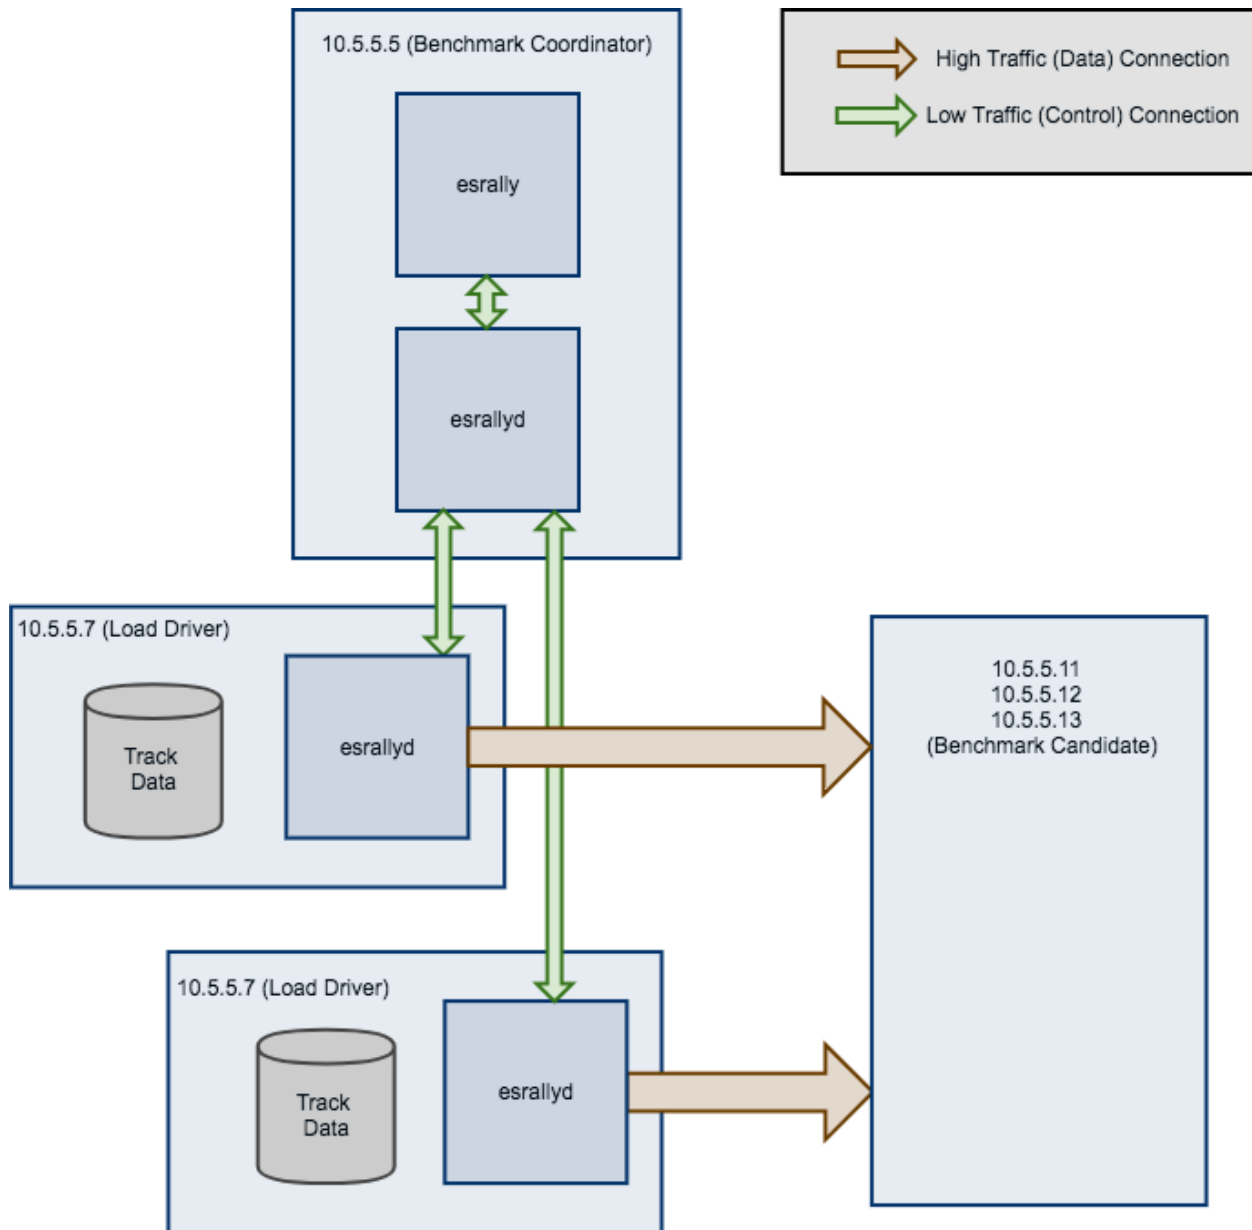 10.5.5.5 (Benchmark Coordinator)
esrally
esrallyd
High Traffic (Data) Connection
Low Traffic (Control) Connection
10.5.5.7 (Load Driver)
Track
Data
esrallyd
10.5.5.11
10.5.5.12
10.5.5.13
(Benchmark Candidate)
10.5.5.7 (Load Driver)
Track
Data
esrallyd